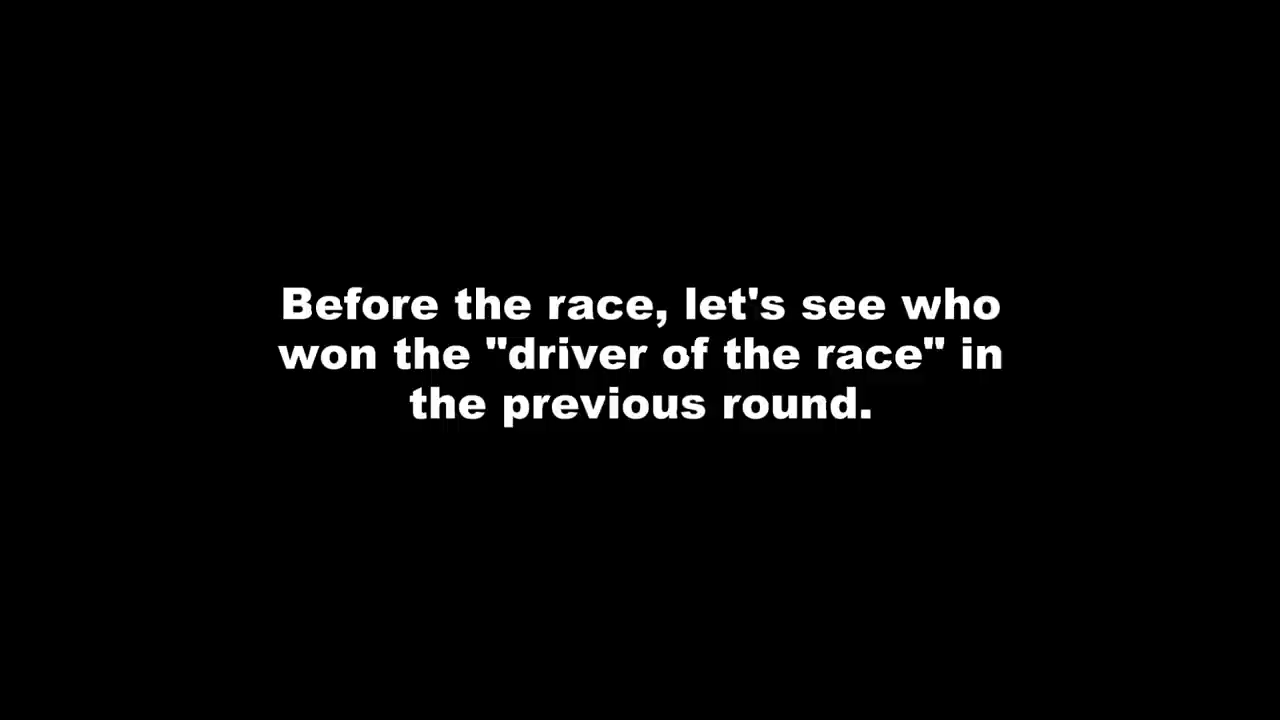 Before the race, let's see who
won the "driver of the race" in
the previous round.